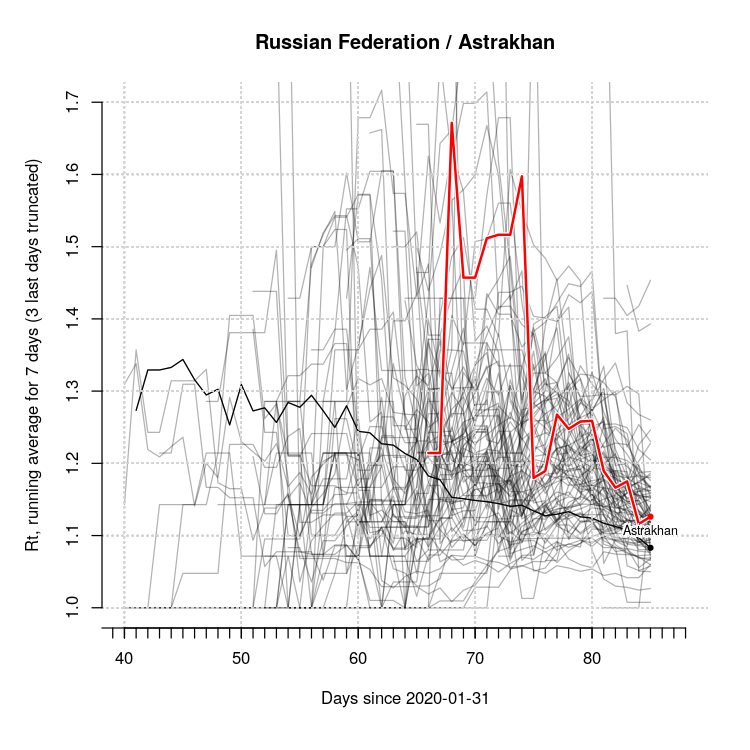 Russian Federation / Astrakhan
Rt, running average for 7 days (3 last days truncated)
1.7
1.6
1.5
1.4
1.3
1.2
1.1
1.0
Astrakhan
40 50 60 70 80
Days since 2020-01-31